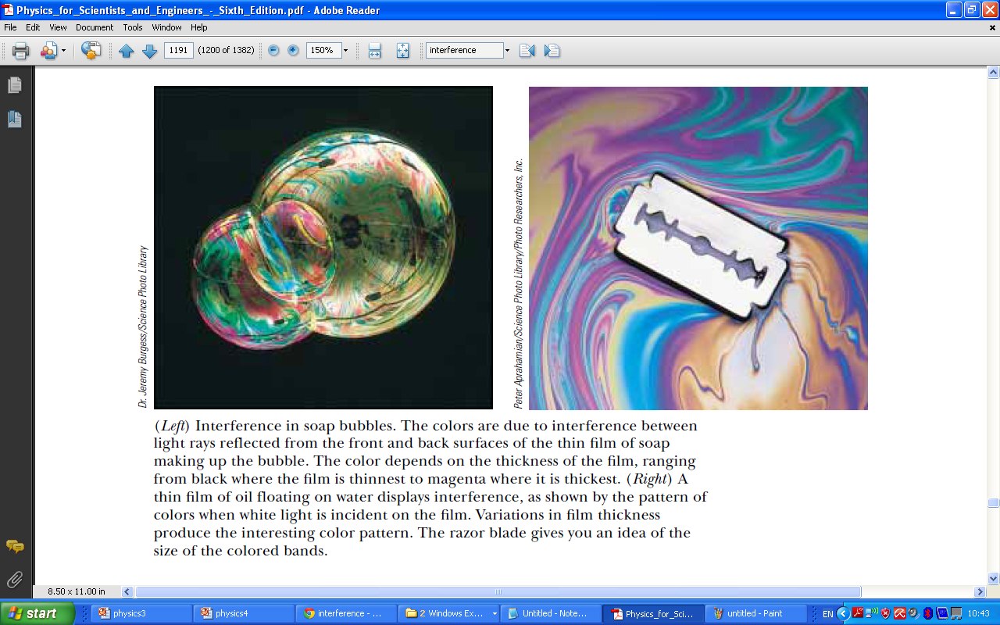 Physics_for_Scientists_and_Engineers_-_Sixth_Edition.pdf - Adobe Reader
File Edit View Document Tools Window Help
1191 (1200 of 1382) 150% interference
Dr. Jeremy Burgess/Science Photo Library
Peter Aprahamian/Science Photo Library/Photo Researchers, Inc.
(Left) Interference in soap bubbles. The colors are due to interference between
light rays reflected from the front and back surfaces of the thin film of soap
making up the bubble. The color depends on the thickness of the film, ranging
from black where the film is thinnest to magenta where it is thickest. (Right) A
thin film of oil floating on water displays interference, as shown by the pattern of
colors when white light is incident on the film. Variations in film thickness
produce the interesting color pattern. The razor blade gives you an idea of the
size of the colored bands.
8.50 x 11.00 in
start physics3 physics4 interference - ... 2 Windows Ex... Untitled - Note... Physics_for_Sci... untitled - Paint EN 10:43